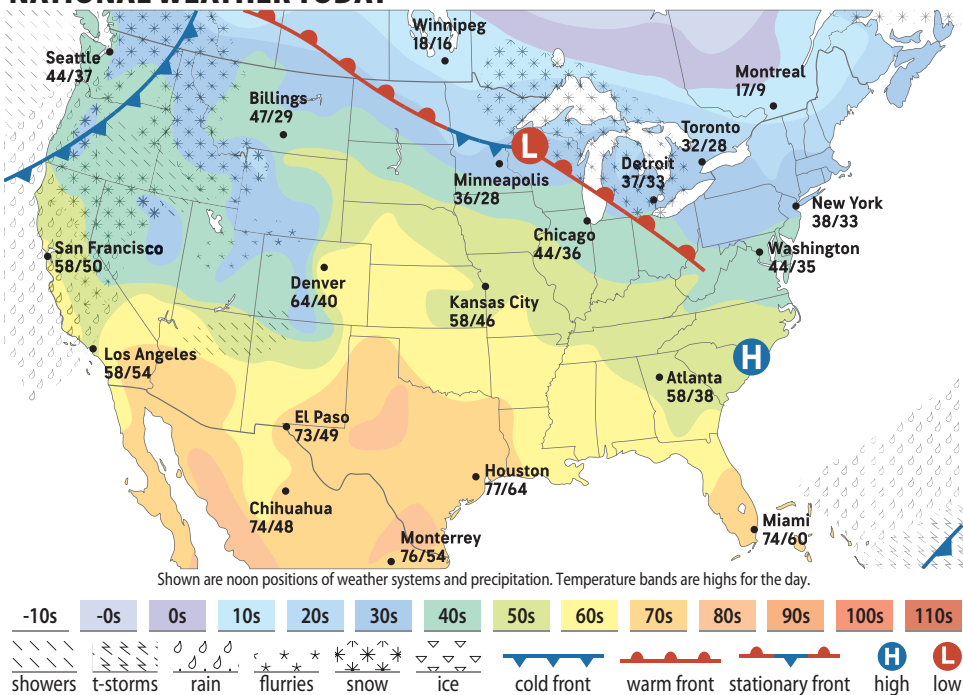 NATIONAL WEATHER TODAY
Winnipeg
18/16
Seattle
44/37
Montreal
17/9
Billings
47/29
Toronto
32/28
Detroit
37/33
L
Minneapolis
36/28
New York
38/33
Chicago
44/36
Washington
44/35
San Francisco
58/50
Denver
64/40
Kansas City
58/46
H
Los Angeles
58/54
Atlanta
58/38
El Paso
73/49
Houston
77/64
Chihuahua
74/48
Miami
74/60
Monterrey
76/54
Shown are noon positions of weather systems and precipitation. Temperature bands are highs for the day.
-10s -0s 0s 10s 20s 30s 40s 50s 60s 70s 80s 90s 100s 110s
H L
showers t-storms rain flurries snow ice cold front warm front stationary front high low